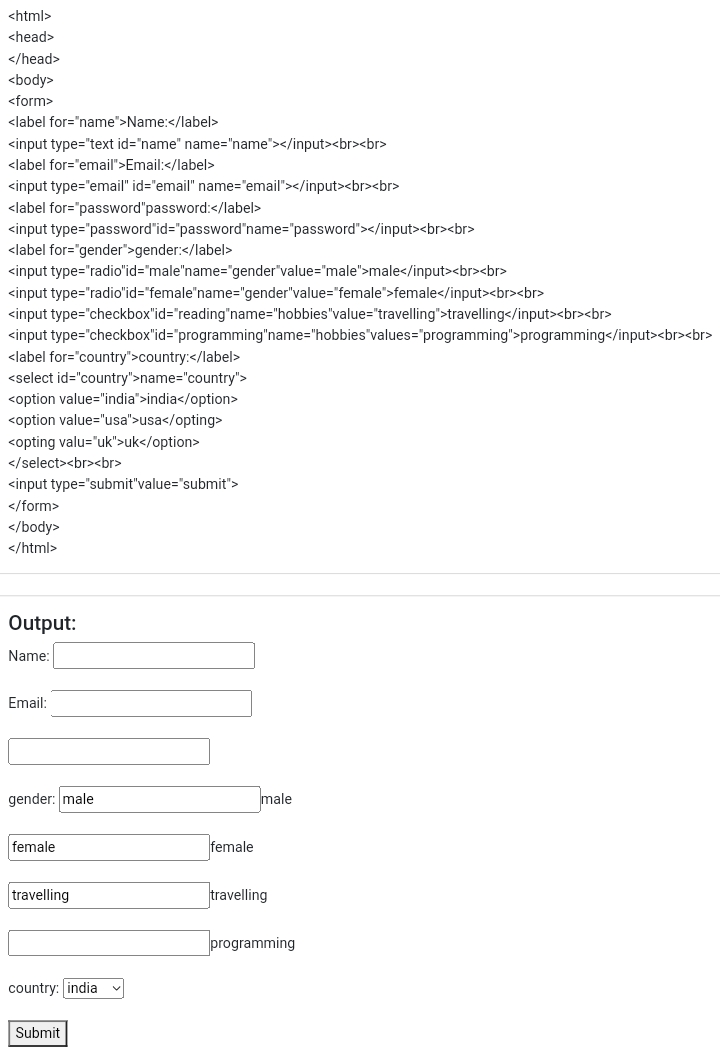 <html>
<head>
</head>
<body>
<form>
<label for="name">Name:</label>
<input type="text id="name" name="name"></input><br><br>
<label for="email">Email:</label>
<input type="email" id="email" name="email"></input><br><br>
<label for="password"password:</label>
<input type="password"id="password"name="password"></input><br><br>
<label for="gender">gender:</label>
<input type="radio"id="male"name="gender"value="male">male</input><br><br>
<input type="radio"id="female"name="gender"value="female">female</input><br><br>
<input type="checkbox"id="reading"name="hobbies"value="travelling">travelling</input><br><br>
<input type="checkbox"id="programming"name="hobbies"values="programming">programming</input><br><br>
<label for="country">country:</label>
<select id="country">name="country">
<option value="india">india</option>
<option value="usa">usa</opting>
<opting valu="uk">uk</option>
</select><br><br>
<input type="submit"value="submit">
</form>
</body>
</html>
Output:
Name:
Email:
gender: male male
female female
travelling travelling
programming
country: india
Submit